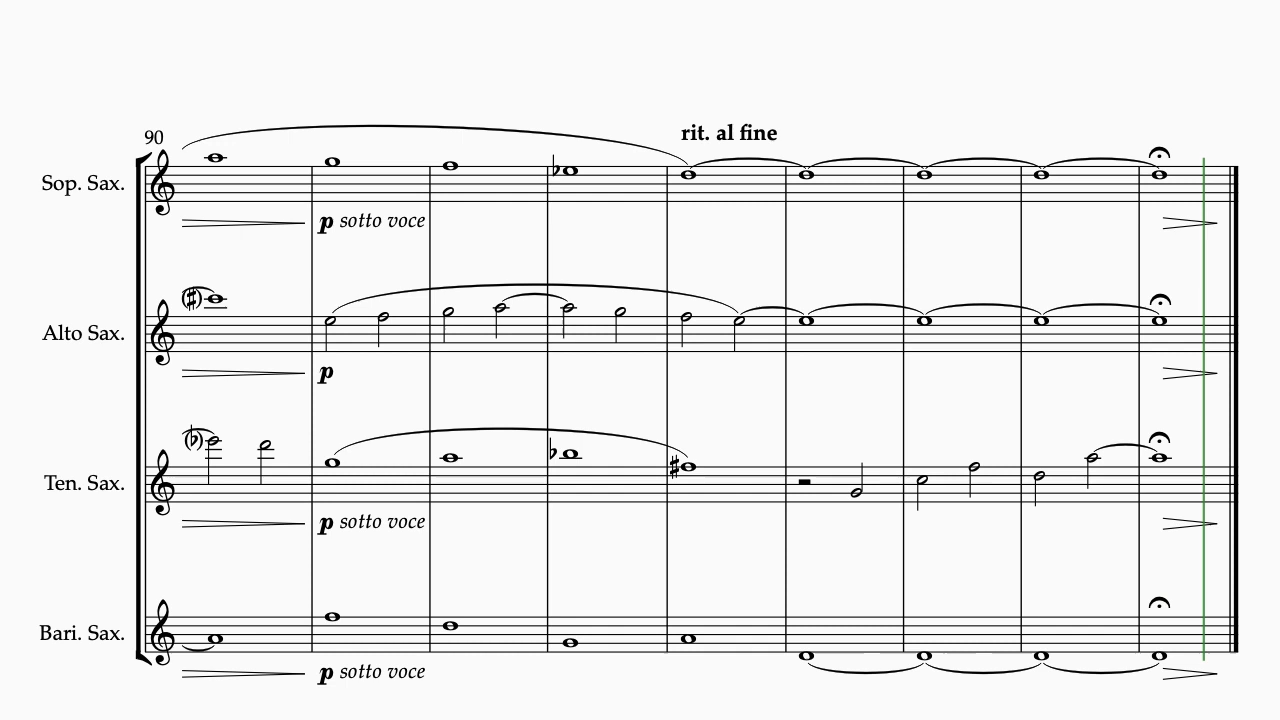 90
rit. al fine
Sop. Sax.
p sotto voce
Alto Sax.
p
Ten. Sax.
p sotto voce
Bari. Sax.
p sotto voce